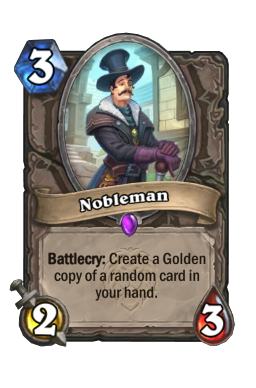 3
Nobleman
Battlecry: Create a Golden
copy of a random card in
your hand.
2
3